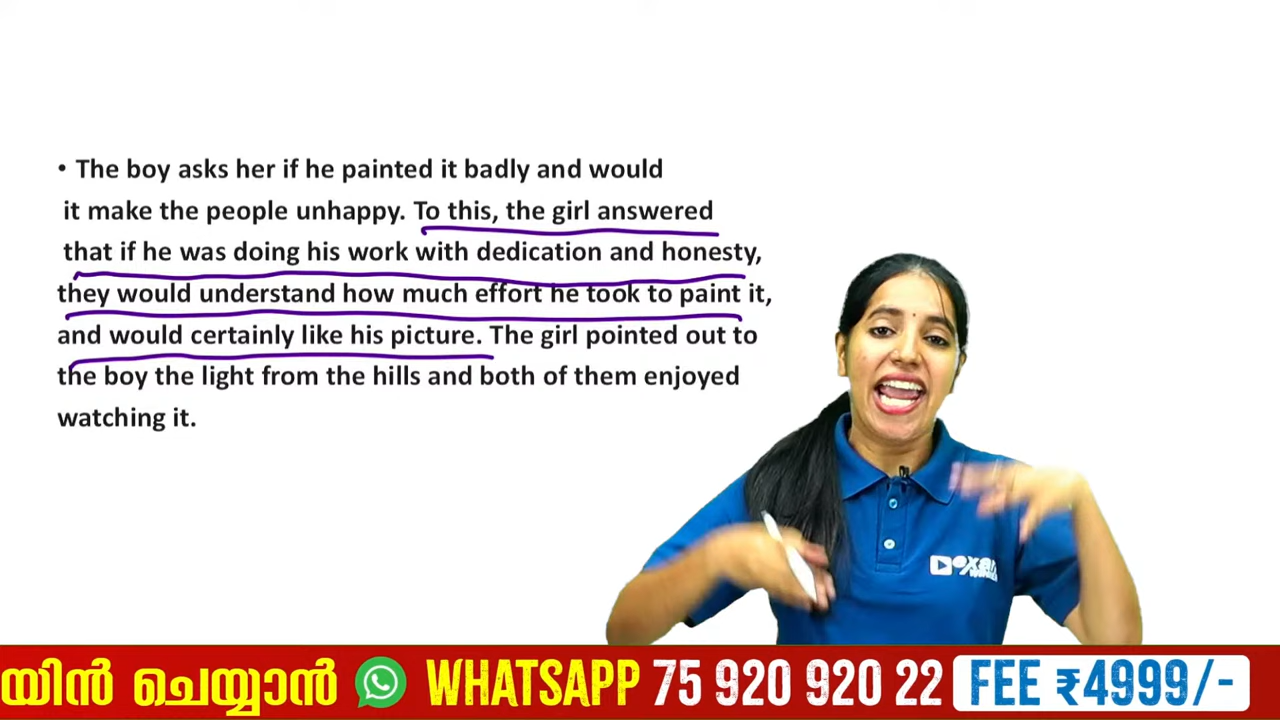 • The boy asks her if he painted it badly and would
it make the people unhappy. To this, the girl answered
that if he was doing his work with dedication and honesty,
they would understand how much effort he took to paint it,
and would certainly like his picture. The girl pointed out to
the boy the light from the hills and both of them enjoyed
watching it.
യിൻ ചെയ്യാൻ WHATSAPP 75 920 920 22 FEE ₹4999/-